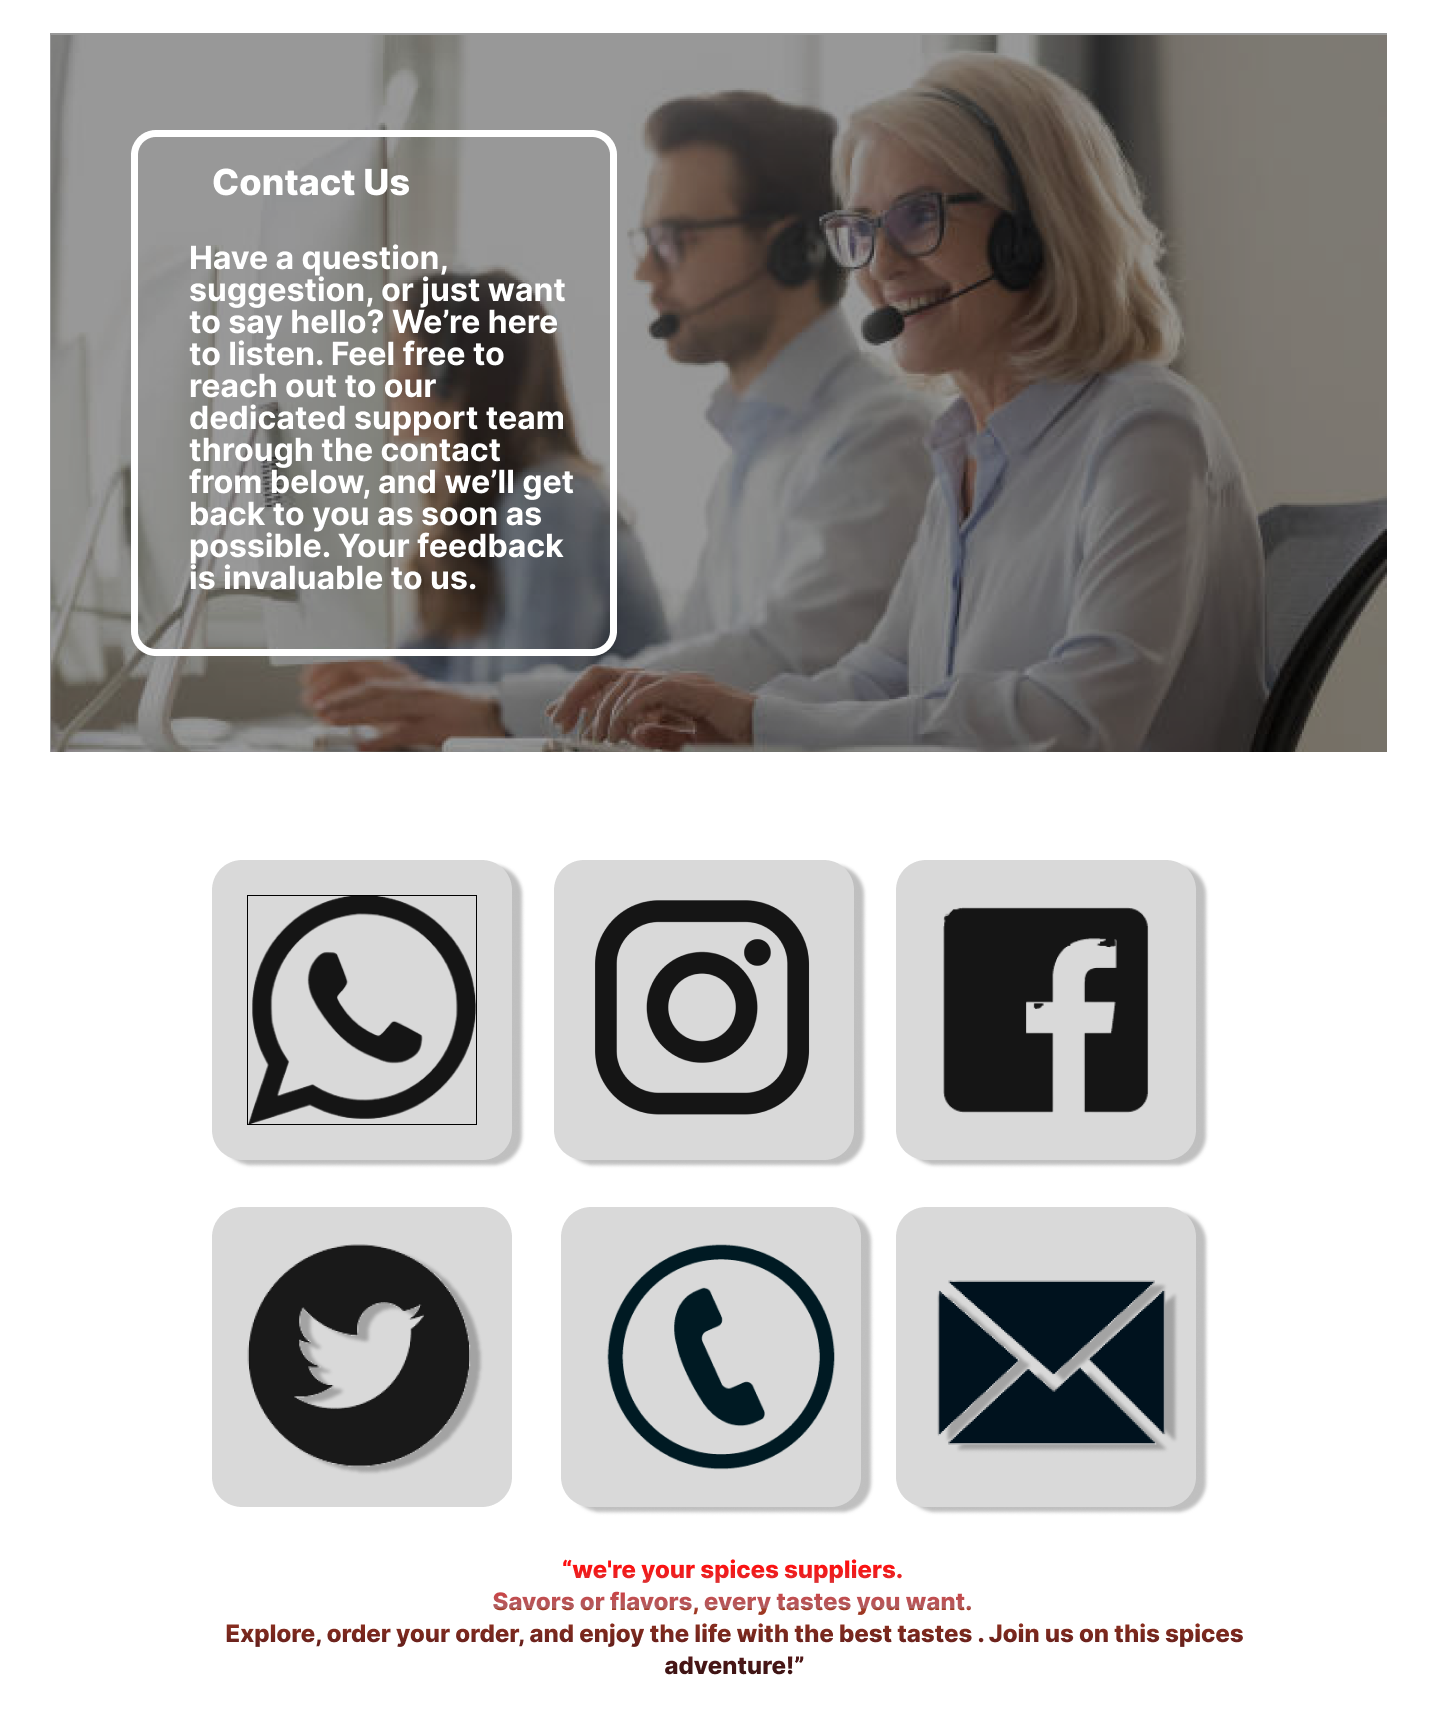 Contact Us
Have a question,
suggestion, or just want
to say hello? We’re here
to listen. Feel free to
reach out to our
dedicated support team
through the contact
from below, and we’ll get
back to you as soon as
possible. Your feedback
is invaluable to us.
“we're your spices suppliers.
Savors or flavors, every tastes you want.
Explore, order your order, and enjoy the life with the best tastes . Join us on this spices
adventure!”